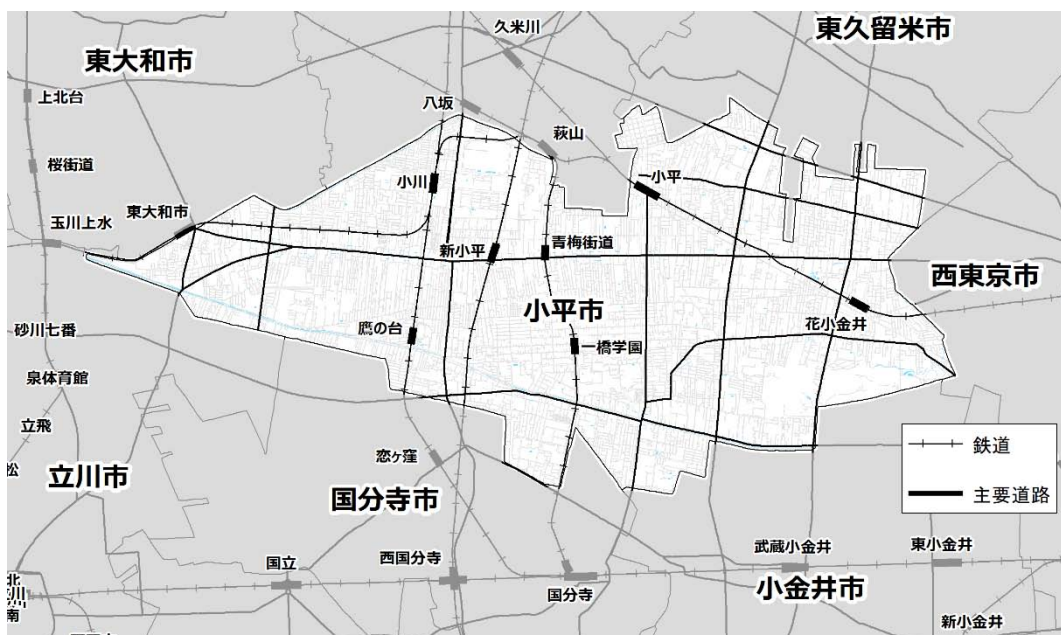 久米川
東久留米市
東大和市
上北台
八坂
萩山
桜街道
小川
小平
東大和市
玉川上水
新小平
青梅街道
西東京市
小平市
花小金井
砂川七番
鷹の台
一橋学園
泉体育館
立飛
鉄道
恋ヶ窪
松
立川市
主要道路
国分寺市
武蔵小金井
東小金井
西国分寺
国立
国分寺
小金井市
北
立川
南
新小金井